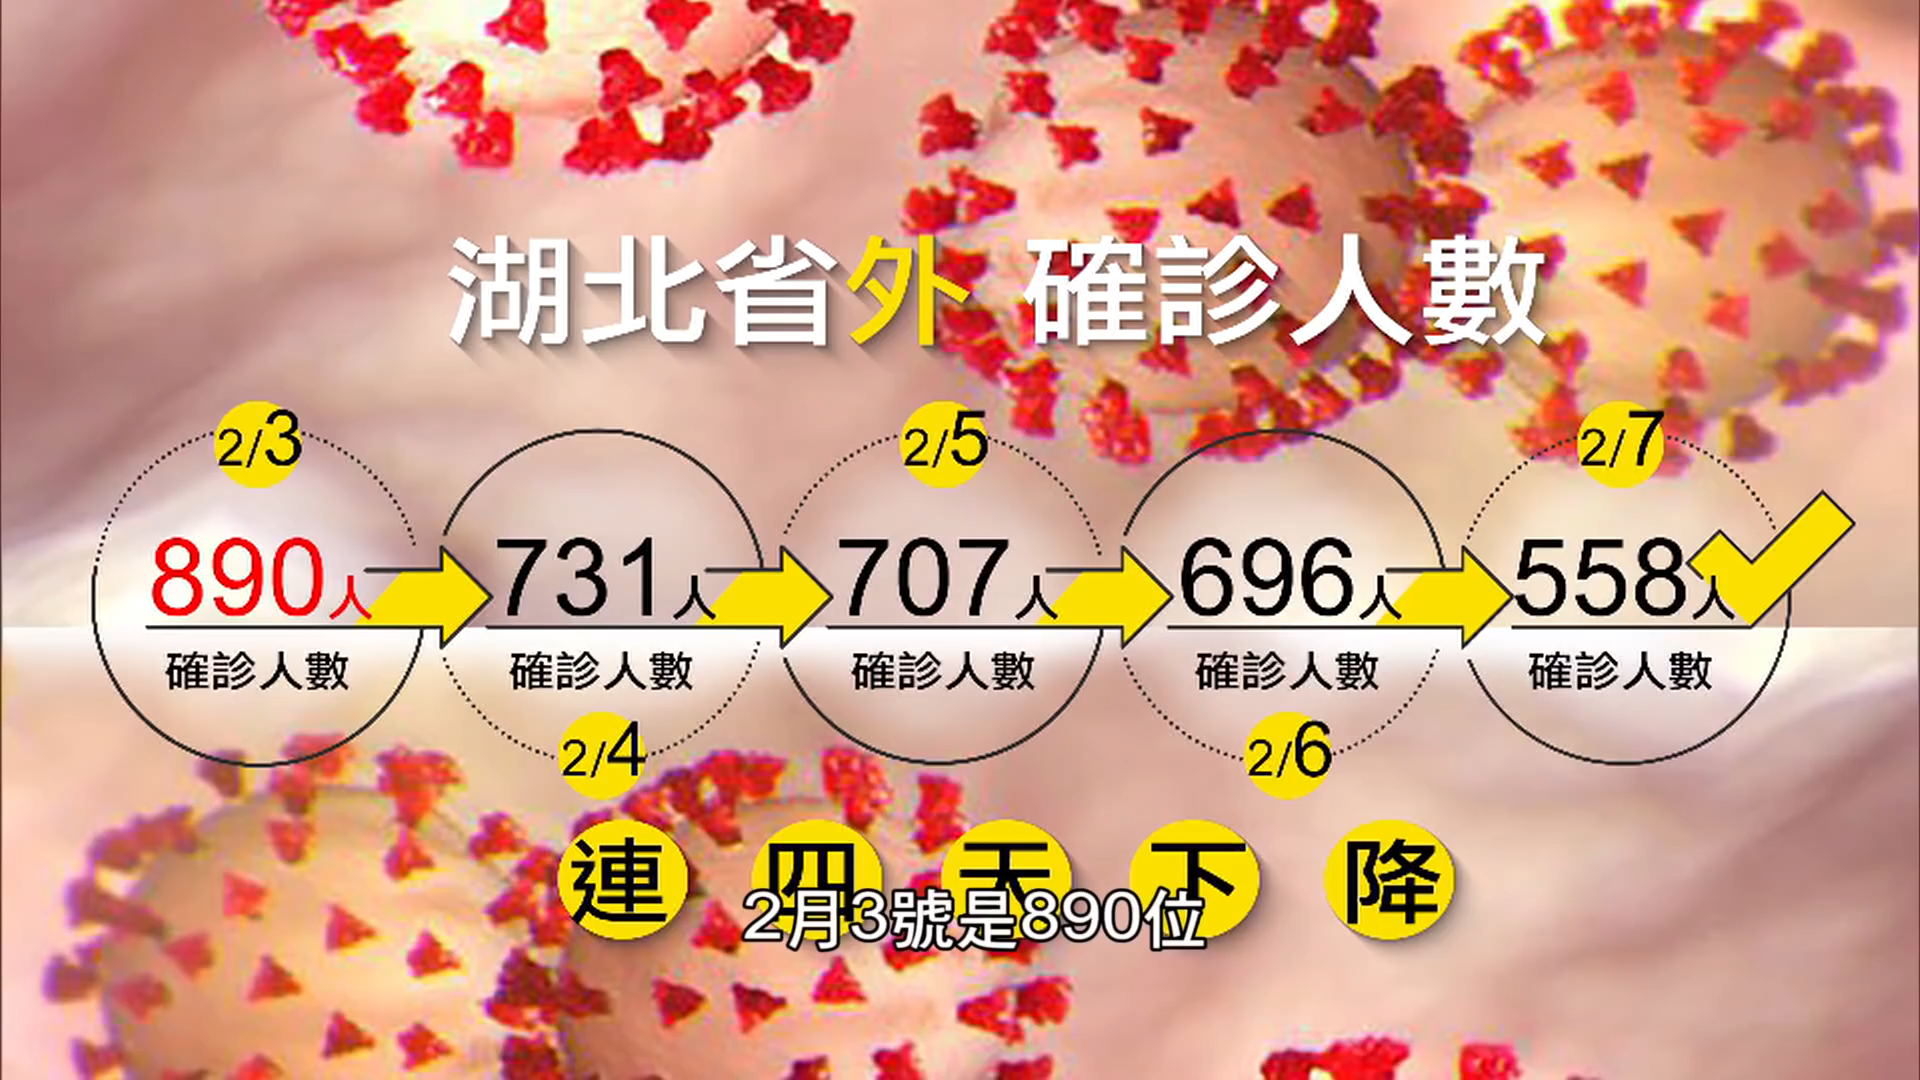 湖北省外 確診人數
2/3
2/5
2/7
890人
731人
707人
696人
558人
確診人數
確診人數
確診人數
確診人數
確診人數
2/4
2/6
連四天下降
2月3號是890位